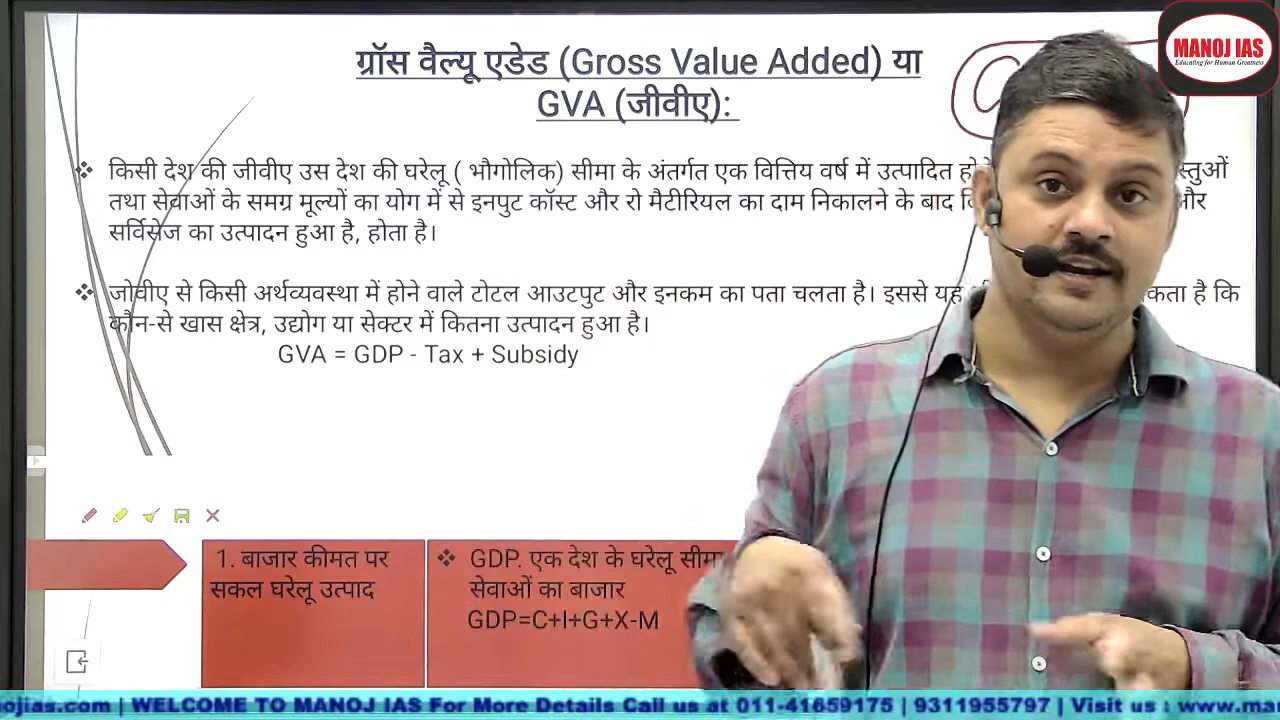 MANOJ IAS
Educating for Human Greatness
ग्रॉस वैल्यू एडेड (Gross Value Added) या
GVA (जीवीए):
❖ किसी देश की जीवीए उस देश की घरेलू ( भौगोलिक) सीमा के अंतर्गत एक वित्तिय वर्ष में उत्पादित
तथा सेवाओं के समग्र मूल्यों का योग में से इनपुट कॉस्ट और रो मैटीरियल का दाम निकालने के बाद और
सर्विसेज का उत्पादन हुआ है, होता है।
❖ जोवीए से किसी अर्थव्यवस्था में होने वाले टोटल आउटपुट और इनकम का पता चलता है। इससे यह है कि
कौन-से खास क्षेत्र, उद्योग या सेक्टर में कितना उत्पादन हुआ है।
GVA = GDP - Tax + Subsidy
1. बाजार कीमत पर
सकल घरेलू उत्पाद
❖ GDP. एक देश के घरेलू
सेवाओं का बाजार
GDP=C+I+G+X-M
ojias.com | WELCOME TO MANOJ IAS For More Details Call us at 011-41659175 | 9311955797 | Visit us : www.ma